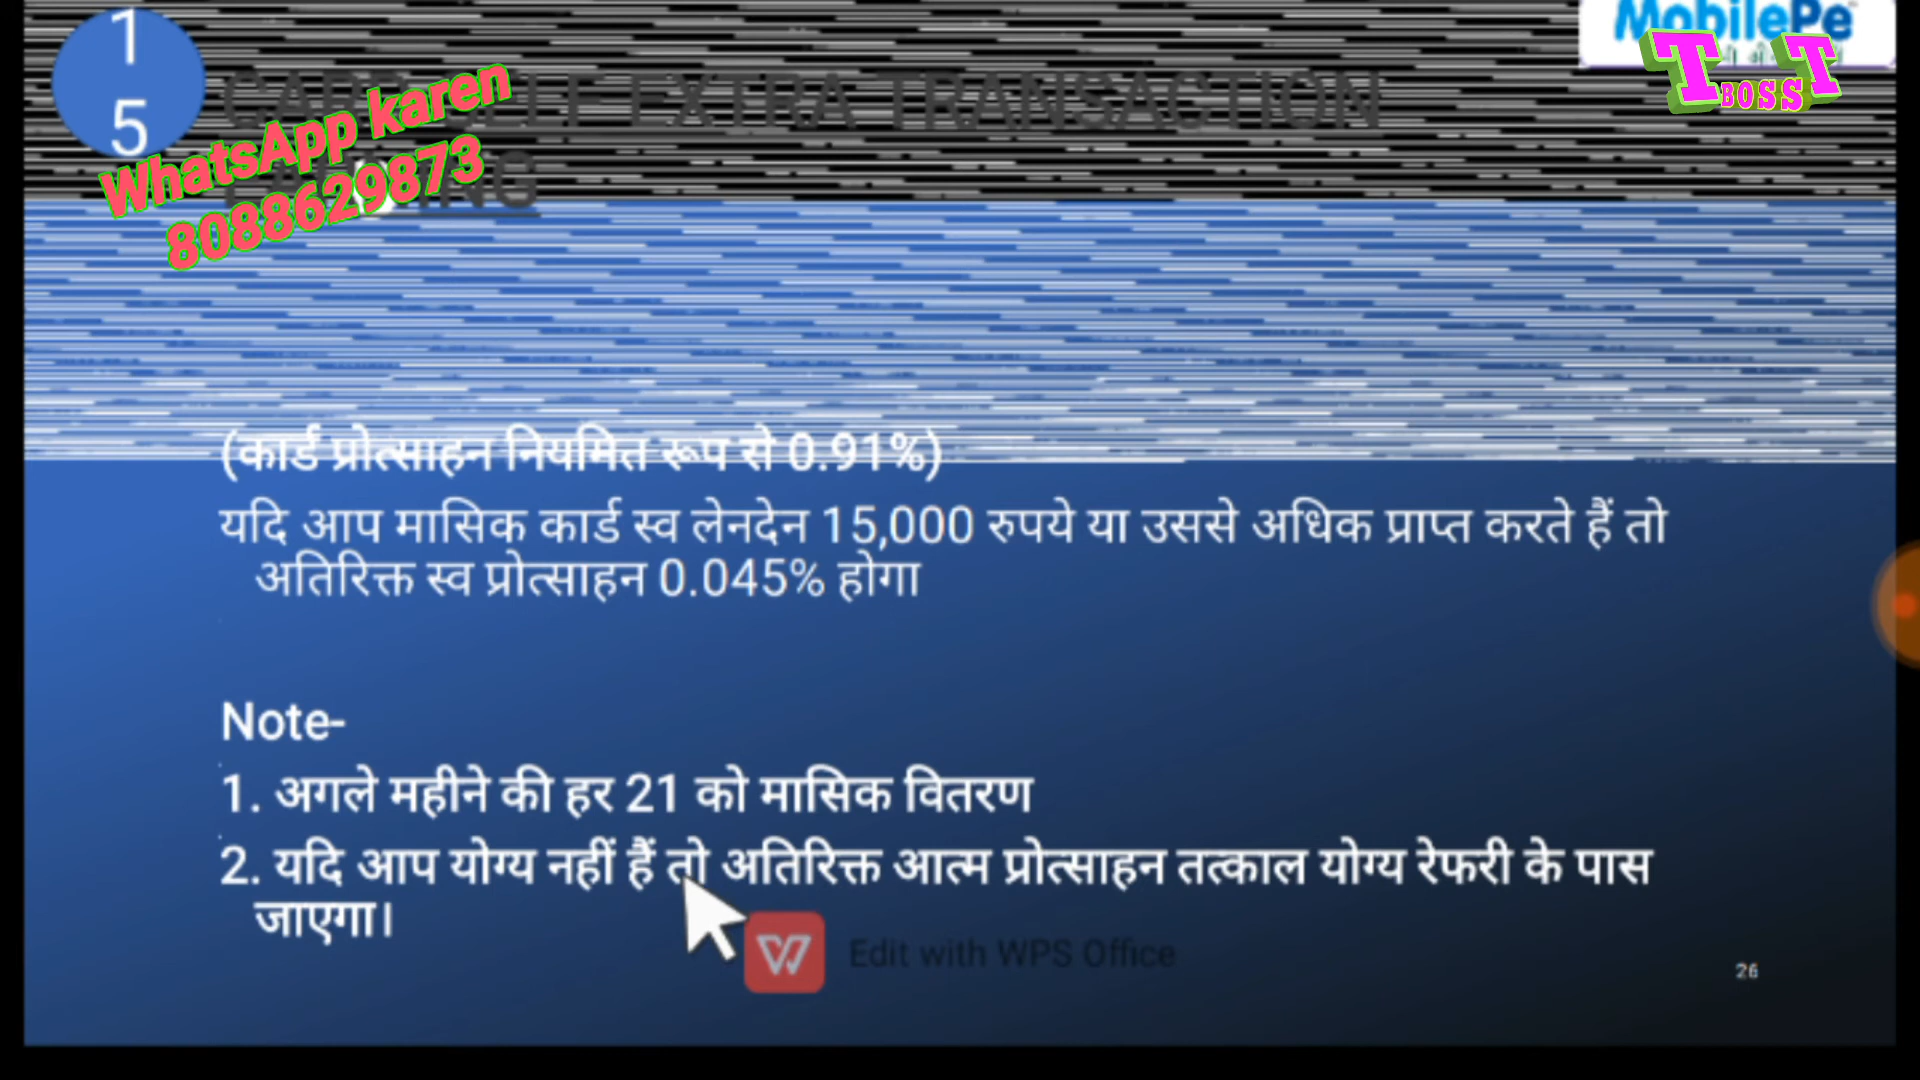 1
5
MobilePe
T BOSS T
EXTRA TRANSACTION
WhatsApp karen
8088629873
(कार्ड प्रोत्साहन नियमित रूप से 0.91%)
यदि आप मासिक कार्ड स्व लेनदेन 15,000 रुपये या उससे अधिक प्राप्त करते हैं तो
अतिरिक्त स्व प्रोत्साहन 0.045% होगा
Note-
1. अगले महीने की हर 21 को मासिक वितरण
2. यदि आप योग्य नहीं हैं तो अतिरिक्त आत्म प्रोत्साहन तत्काल योग्य रेफरी के पास
जाएगा।
Edit with WPS Office
26